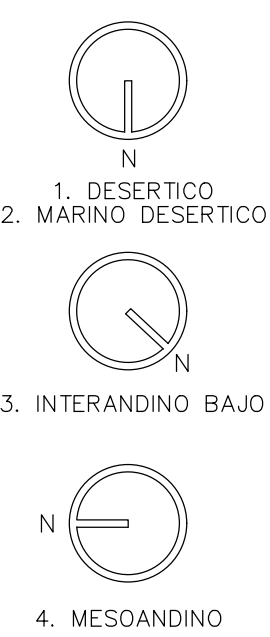 N
1. DESERTICO
2. MARINO DESERTICO
N
3. INTERANDINO BAJO
N
4. MESOANDINO